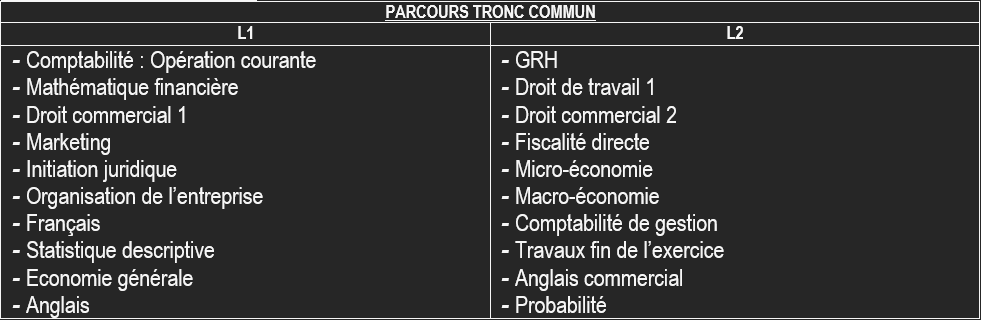 PARCOURS TRONC COMMUN
L1
- Comptabilité : Opération courante
- Mathématique financière
- Droit commercial 1
- Marketing
- Initiation juridique
- Organisation de l'entreprise
- Français
- Statistique descriptive
- Economie générale
- Anglais
L2
- GRH
- Droit de travail 1
- Droit commercial 2
- Fiscalité directe
- Micro-économie
- Macro-économie
- Comptabilité de gestion
- Travaux fin de l'exercice
- Anglais commercial
- Probabilité